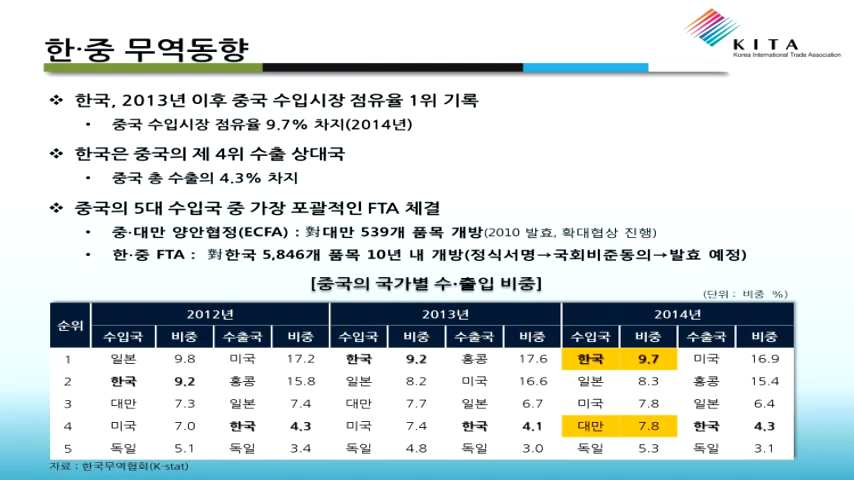 한·중 무역동향
KITA
Korea International Trade Association
❖ 한국, 2013년 이후 중국 수입시장 점유율 1위 기록
• 중국 수입시장 점유율 9.7% 차지(2014년)
❖ 한국은 중국의 제 4위 수출 상대국
• 중국 총 수출의 4.3% 차지
❖ 중국의 5대 수입국 중 가장 포괄적인 FTA 체결
• 중·대만 양안협정(ECFA) : 對대만 539개 품목 개방(2010 발효, 확대협상 진행)
• 한·중 FTA : 對한국 5,846개 품목 10년 내 개방(정식서명→국회비준동의→발효 예정)
[중국의 국가별 수·출입 비중]
(단위 : 비중 %)
순위 2012년 2013년 2014년
수입국 비중 수출국 비중 수입국 비중 수출국 비중 수입국 비중 수출국 비중
1 일본 9.8 미국 17.2 한국 9.2 홍콩 17.6 한국 9.7 미국 16.9
2 한국 9.2 홍콩 15.8 일본 8.2 미국 16.6 일본 8.3 홍콩 15.4
3 대만 7.3 일본 7.4 대만 7.7 일본 6.7 미국 7.8 일본 6.4
4 미국 7.0 한국 4.3 미국 7.4 한국 4.1 대만 7.8 한국 4.3
5 독일 5.1 독일 3.4 독일 4.8 독일 3.0 독일 5.3 독일 3.1
자료 : 한국무역협회(K-stat)